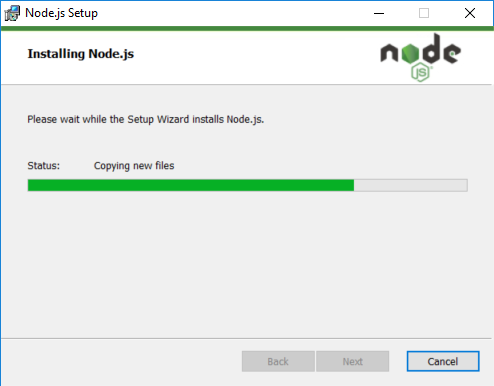 Node.js Setup
Installing Node.js
node
JS
Please wait while the Setup Wizard installs Node.js.
Status: Copying new files
Back Next Cancel